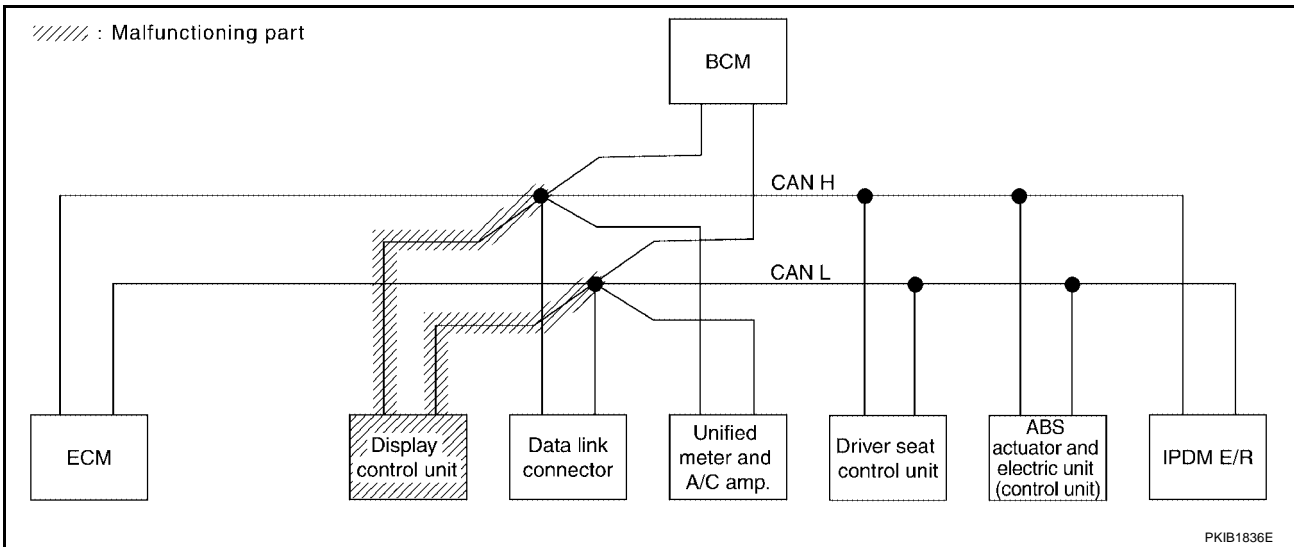 : Malfunctioning part
BCM
CAN H
CAN L
ECM
Display
control unit
Data link
connector
Unified
meter and
A/C amp.
Driver seat
control unit
ABS
actuator and
electric unit
(control unit)
IPDM E/R
PKIB1836E